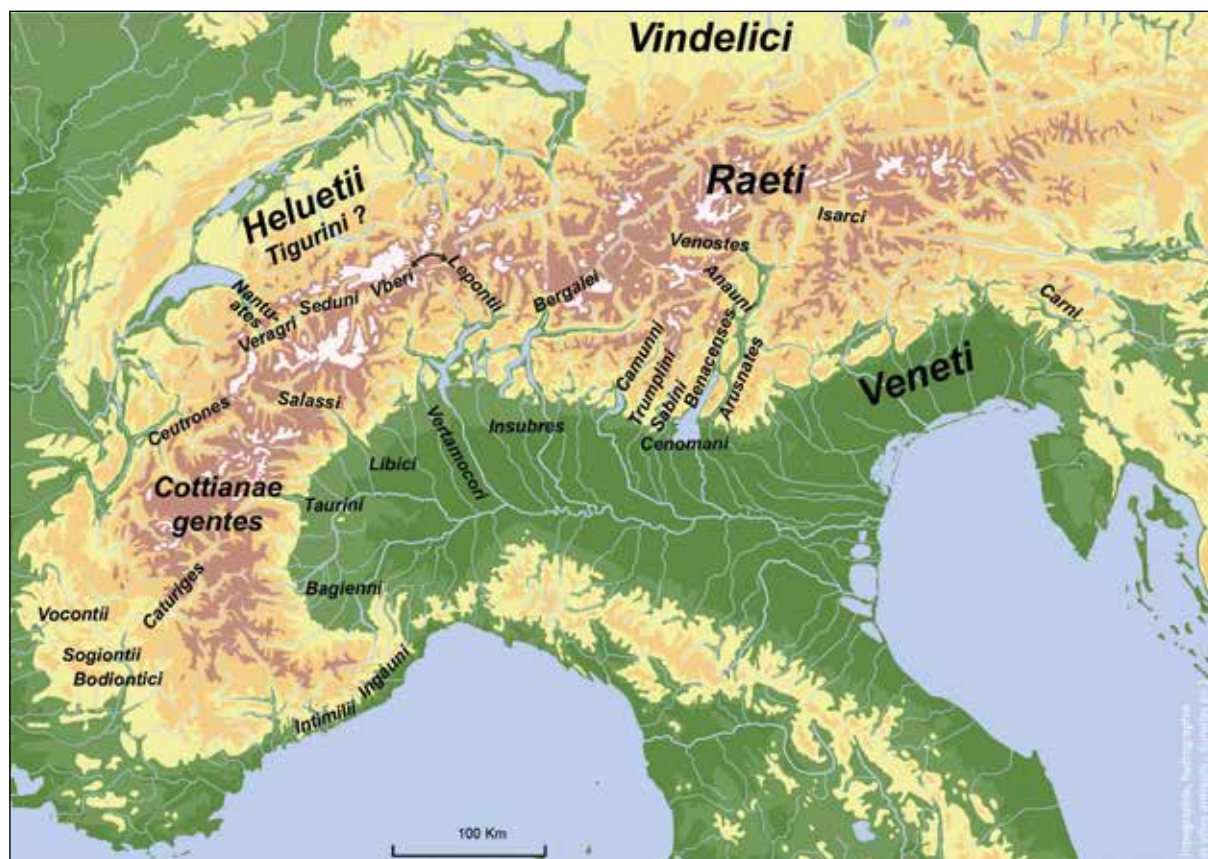 Vindelici
Heluetii
Tigurini ?
Raeti
Isarci
Venostes
Nantu-
ates
Veragri
Seduni
Vberi
Lepontii
Bergalei
Anauni
Carni
Camunni
Trumplini
Sabini
Benacenses
Arusnates
Veneti
Ceutrones
Salassi
Insubres
Cenomani
Libici
Vertamocori
Cottianae
gentes
Taurini
Bagienni
Caturiges
Vocontii
Sogiontii
Bodiontici
Ingauni
Intimilii
100 Km